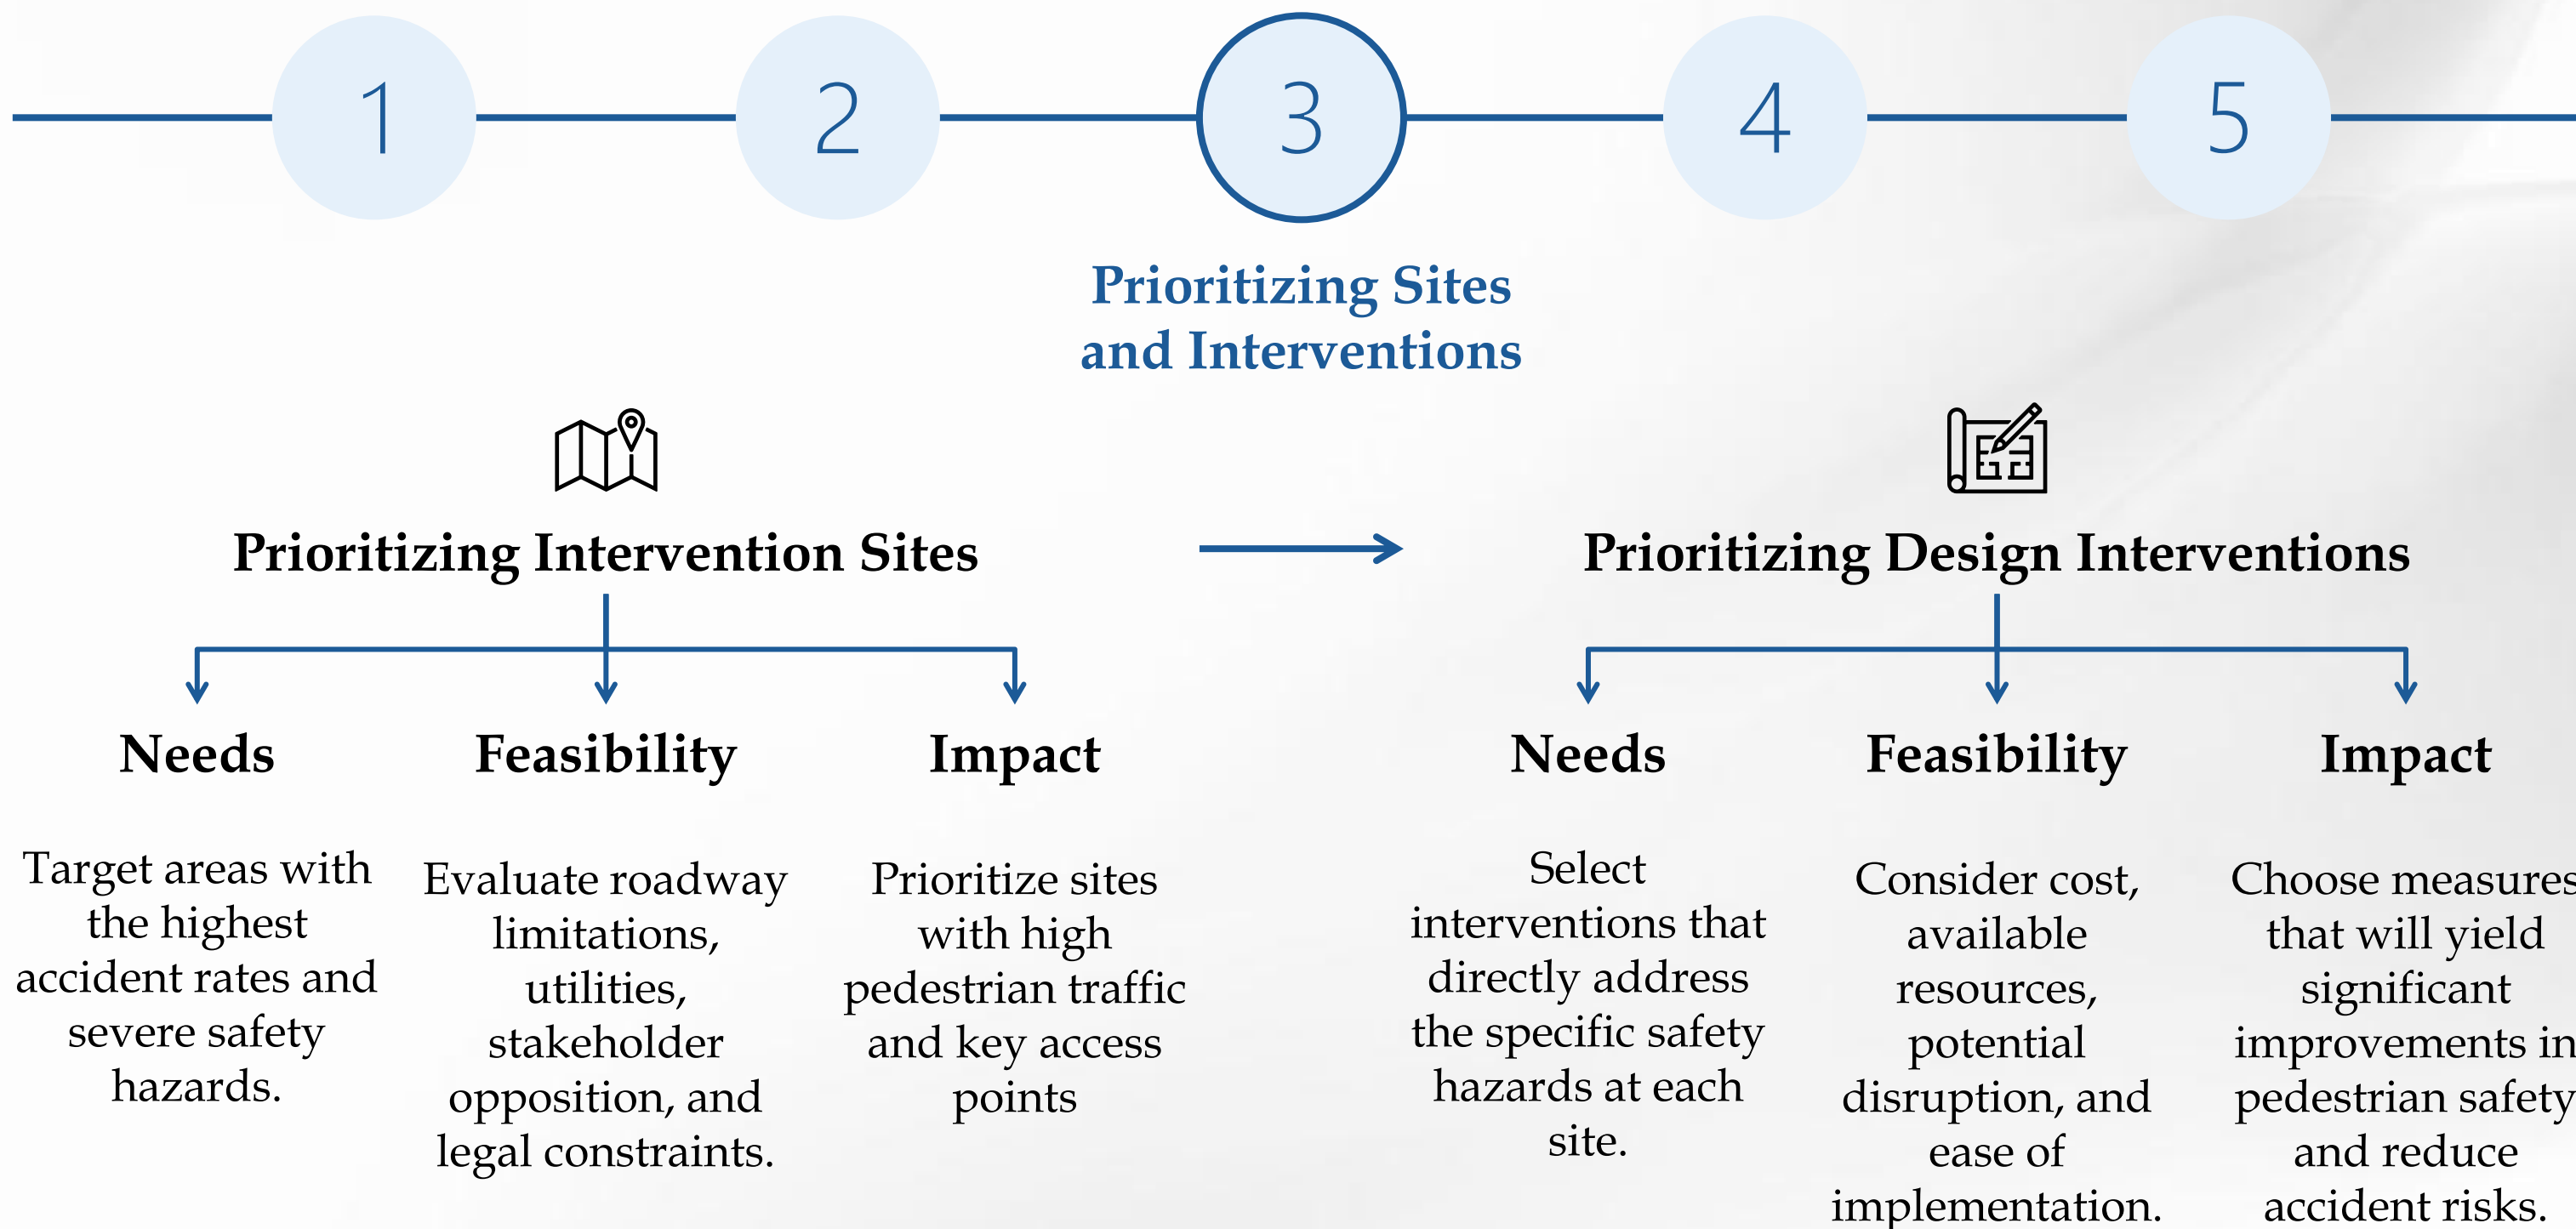 1
2
3
4
5
Prioritizing Sites
and Interventions
Prioritizing Intervention Sites
Needs
Target areas with
the highest
accident rates and
severe safety
hazards.
Feasibility
Evaluate roadway
limitations,
utilities,
stakeholder
opposition, and
legal constraints.
Impact
Prioritize sites
with high
pedestrian traffic
and key access
points
Prioritizing Design Interventions
Needs
Select
interventions that
directly address
the specific safety
hazards at each
site.
Feasibility
Consider cost,
available
resources,
potential
disruption, and
ease of
implementation.
Impact
Choose measures
that will yield
significant
improvements in
pedestrian safety
and reduce
accident risks.